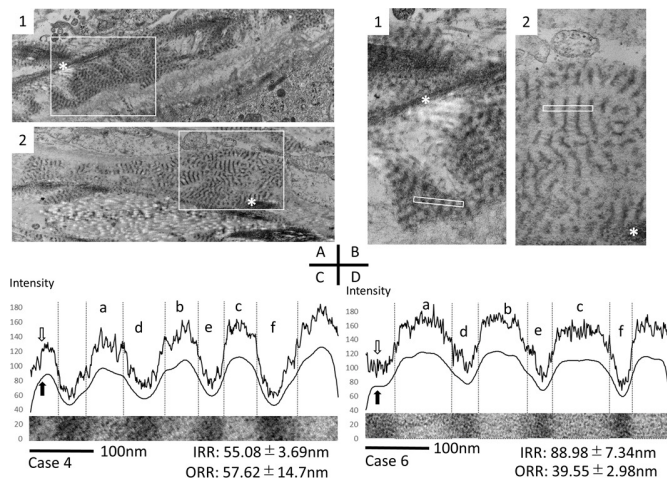 1
*
2
*
1
*
2
*
A B
C D
Intensity
180
160
140
120
100
80
60
40
20
0
a
b
c
d
e
f
100nm
Case 4
IRR: 55.08 ± 3.69nm
ORR: 57.62 ± 14.7nm
Intensity
180
160
140
120
100
80
60
40
20
0
a
b
c
d
e
f
100nm
Case 6
IRR: 88.98 ± 7.34nm
ORR: 39.55 ± 2.98nm